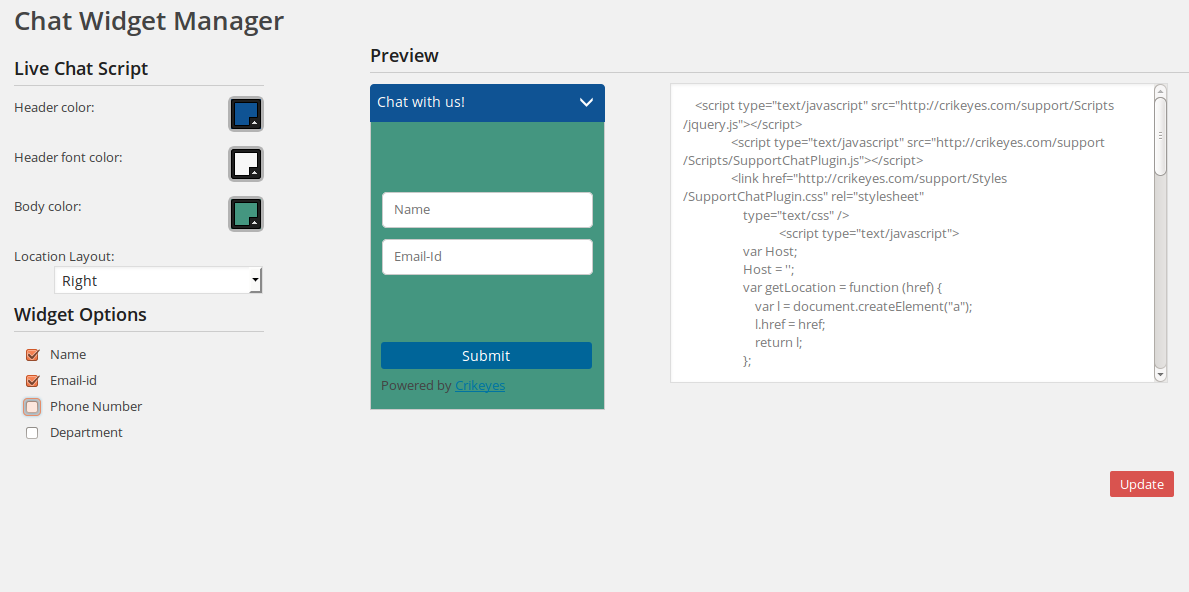 Chat Widget Manager
Live Chat Script
Header color:
Header font color:
Body color:
Location Layout:
Right
Widget Options
Name
Email-id
Phone Number
Department
Preview
Chat with us!
Name
Email-Id
Submit
Powered by Crikeyes
<script type="text/javascript" src="http://crikeyes.com/support/Scripts
/jquery.js"></script>
<script type="text/javascript" src="http://crikeyes.com/support
/Scripts/SupportChatPlugin.js"></script>
<link href="http://crikeyes.com/support/Styles
/SupportChatPlugin.css" rel="stylesheet"
type="text/css" />
<script type="text/javascript">
var Host;
Host = '';
var getLocation = function (href) {
var l = document.createElement("a");
l.href = href;
return l;
};
Update